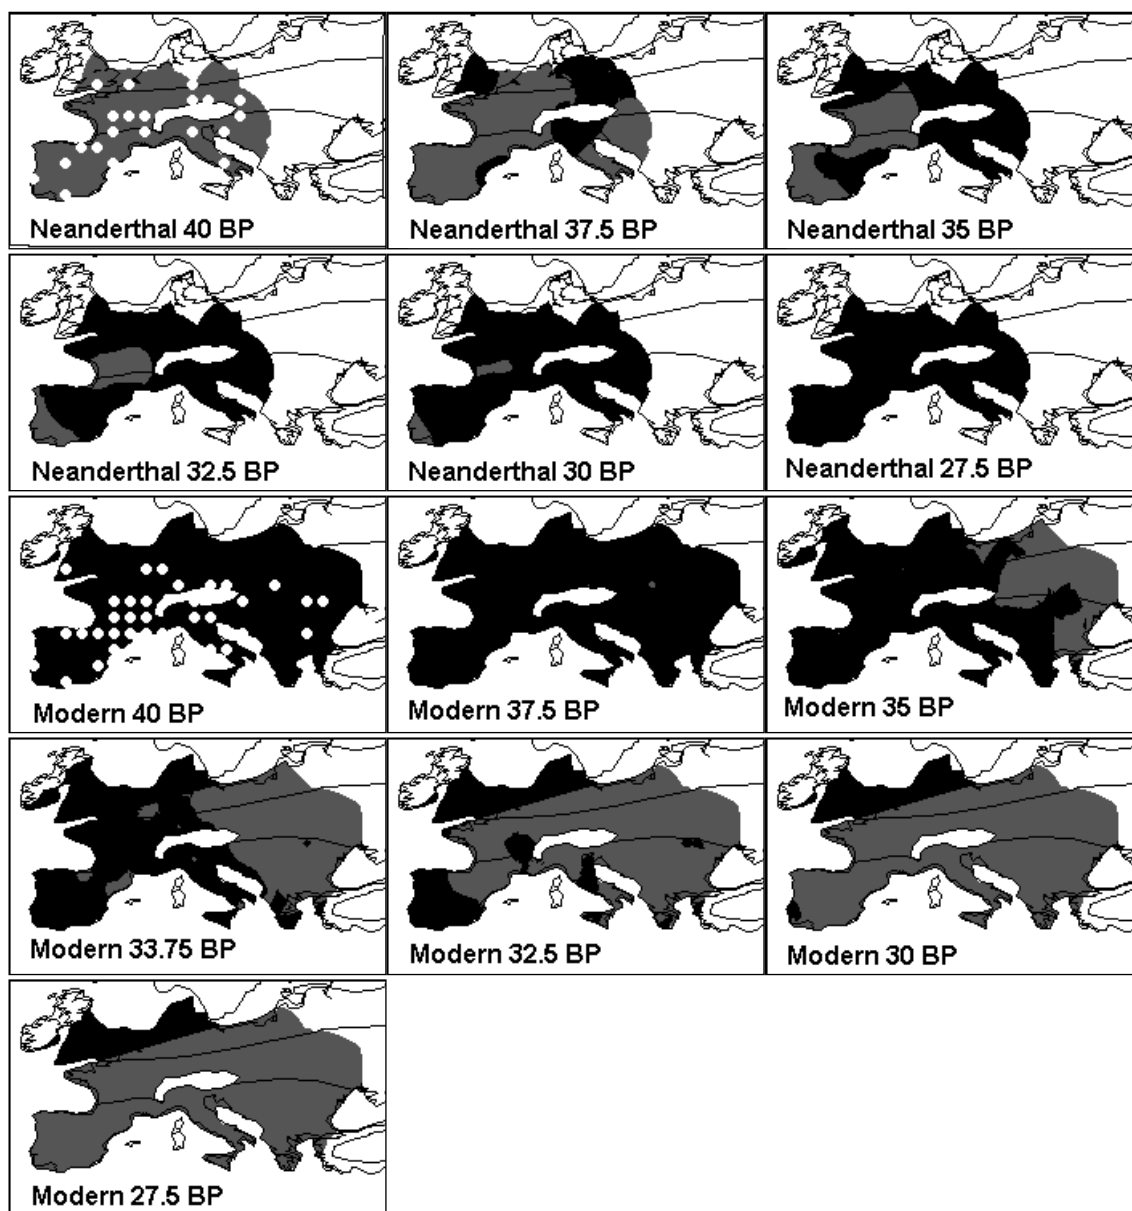 Neanderthal 40 BP
Neanderthal 37.5 BP
Neanderthal 35 BP
Neanderthal 32.5 BP
Neanderthal 30 BP
Neanderthal 27.5 BP
Modern 40 BP
Modern 37.5 BP
Modern 35 BP
Modern 33.75 BP
Modern 32.5 BP
Modern 30 BP
Modern 27.5 BP